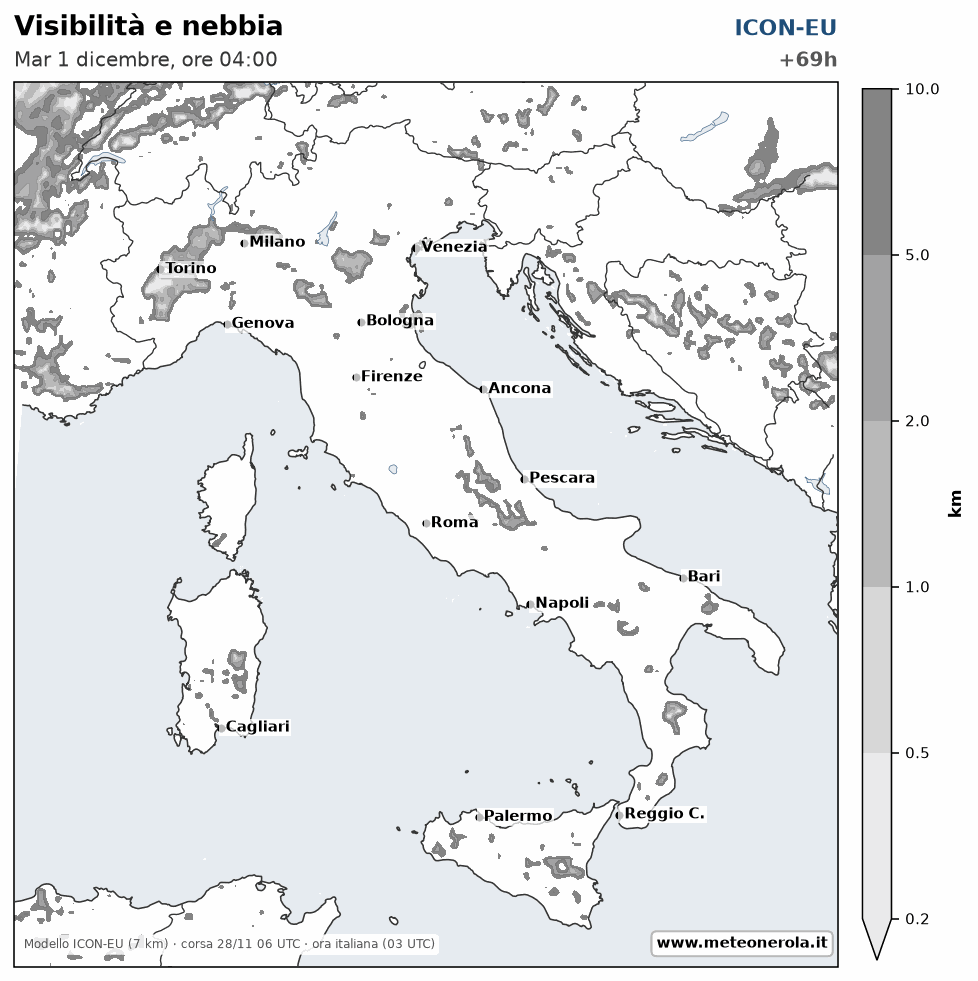 Visibilità e nebbia
ICON-EU
Mar 1 dicembre, ore 04:00
+69h
10.0
5.0
2.0
1.0
0.5
0.2
km
Milano
Venezia
Torino
Genova
Bologna
Firenze
Ancona
Pescara
Roma
Bari
Napoli
Cagliari
Palermo
Reggio C.
Modello ICON-EU (7 km) · corsa 28/11 06 UTC · ora italiana (03 UTC)
www.meteonerola.it